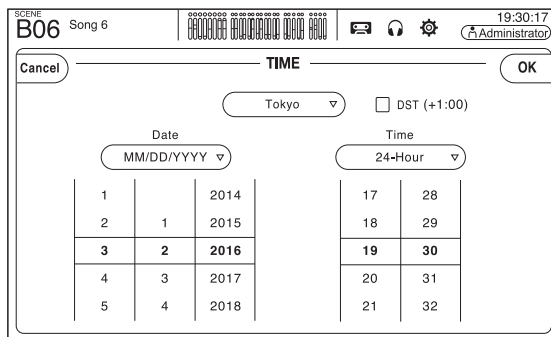 SCENE
B06 Song 6
19:30:17
Administrator
Cancel
TIME
OK
Tokyo
DST (+1:00)
Date
Time
MM/DD/YYYY
24-Hour
1 2014 17 28
2 1 2015 18 29
3 2 2016 19 30
4 3 2017 20 31
5 4 2018 21 32